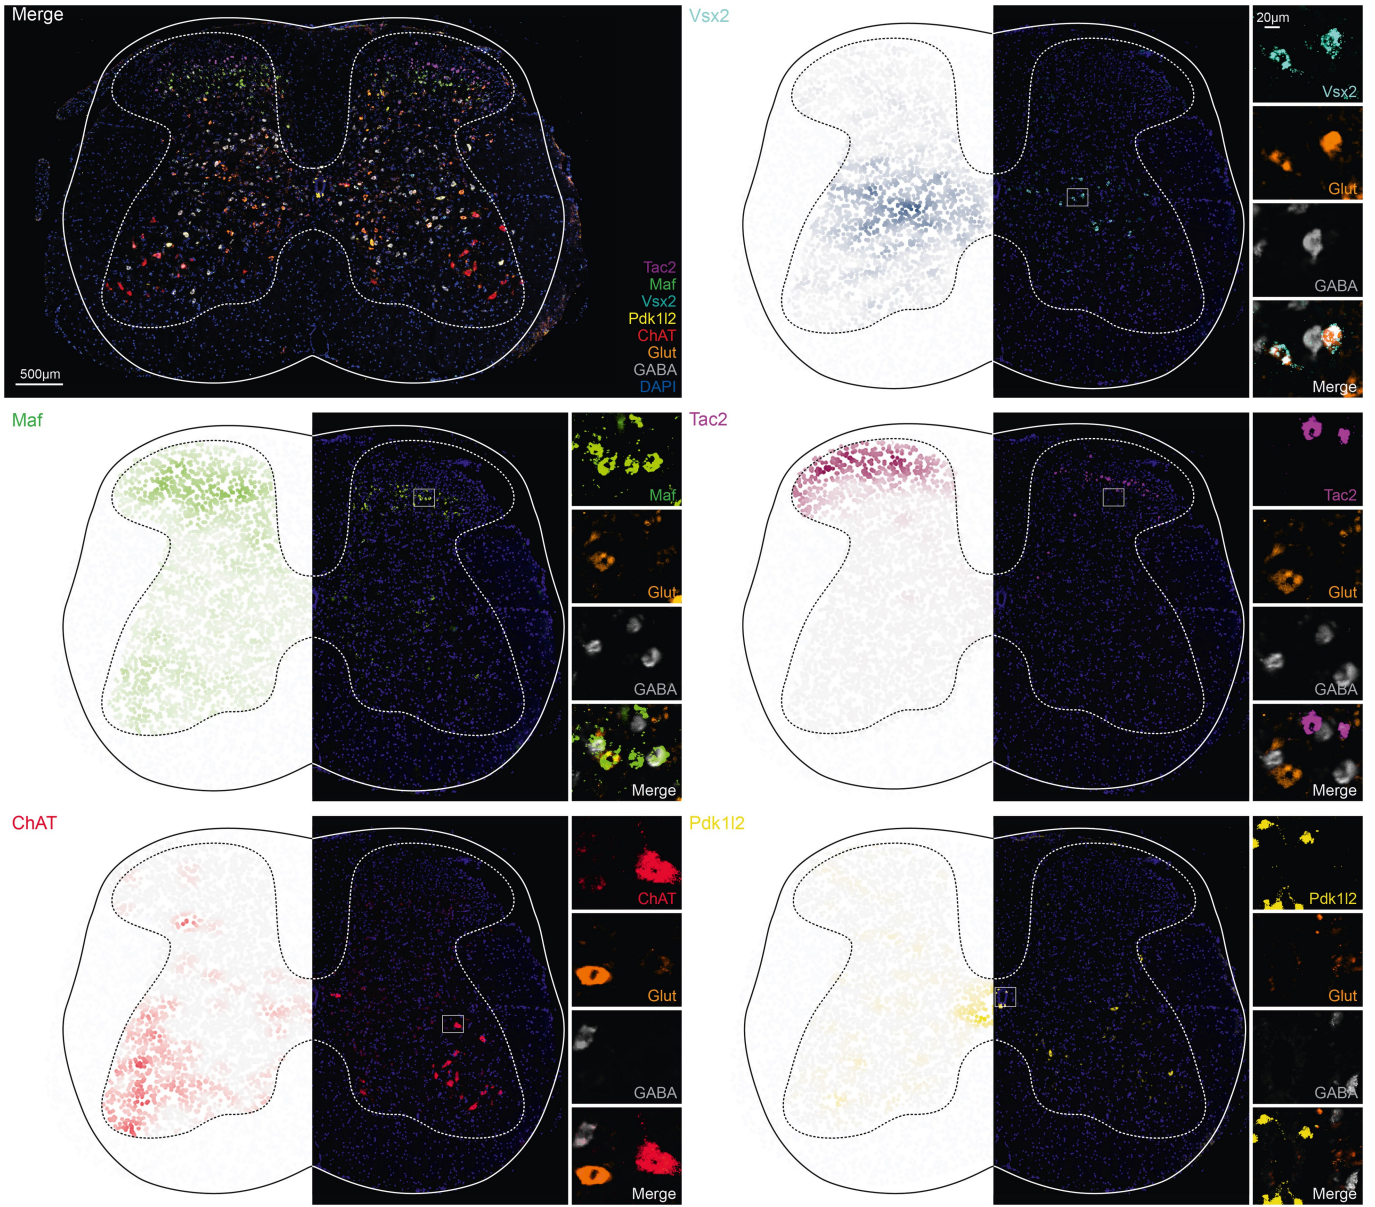 Merge
Tac2
Maf
Vsx2
Pdk1l2
ChAT
Glut
GABA
DAPI
500µm
Vsx2
20µm
Vsx2
Glut
GABA
Merge
Maf
Maf
Glut
GABA
Merge
Tac2
Tac2
Glut
GABA
Merge
ChAT
ChAT
Glut
GABA
Merge
Pdk1l2
Pdk1l2
Glut
GABA
Merge